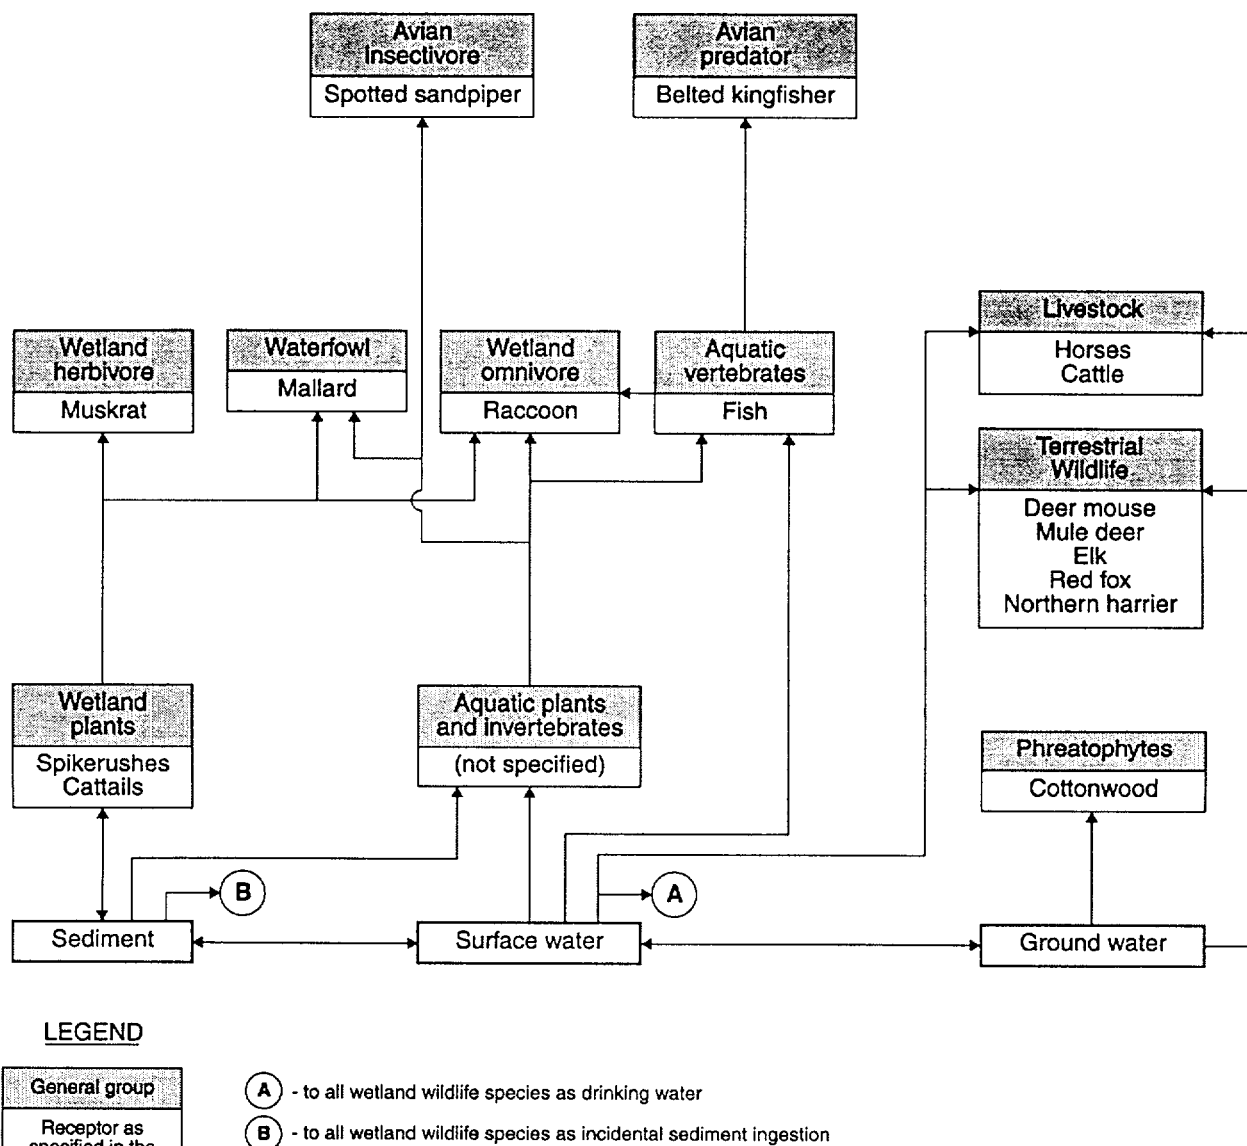 Avian
Insectivore
Spotted sandpiper
Avian
predator
Belted kingfisher
Livestock
Horses
Cattle
Wetland
herbivore
Muskrat
Waterfowl
Mallard
Wetland
omnivore
Raccoon
Aquatic
vertebrates
Fish
Terrestrial
Wildlife
Deer mouse
Mule deer
Elk
Red fox
Northern harrier
Wetland
plants
Spikerushes
Cattails
Aquatic plants
and invertebrates
(not specified)
Phreatophytes
Cottonwood
B
A
Sediment
Surface water
Ground water
LEGEND
General group
Receptor as
specified in the
A - to all wetland wildlife species as drinking water
B - to all wetland wildlife species as incidental sediment ingestion